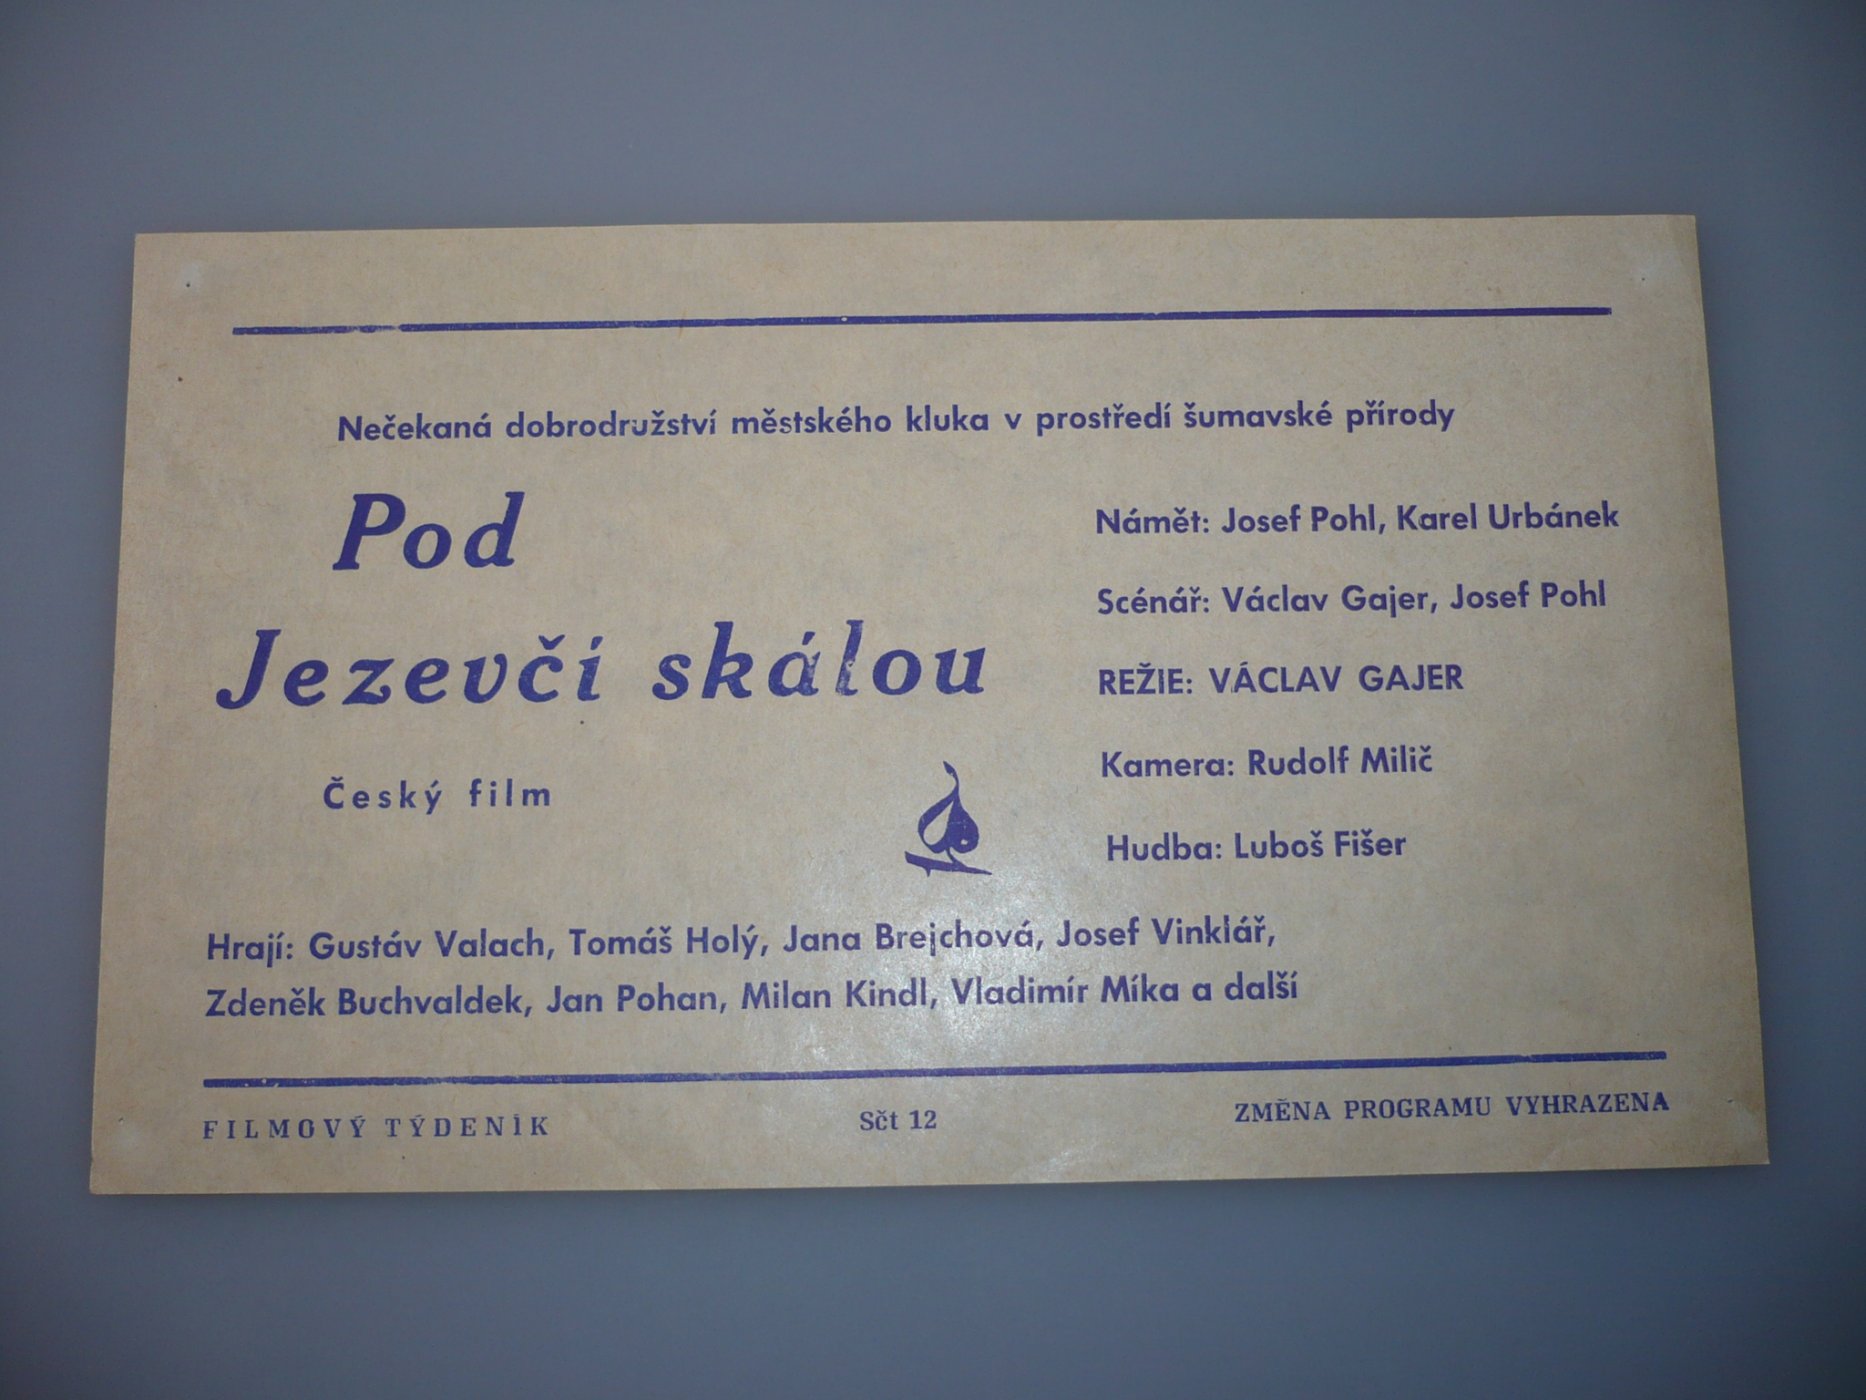 Nečekaná dobrodružství městského kluka v prostředí šumavské přírody
Pod
Jezevčí skálou
Český film
Námět: Josef Pohl, Karel Urbánek
Scénář: Václav Gajer, Josef Pohl
REŽIE: VÁCLAV GAJER
Kamera: Rudolf Milič
Hudba: Luboš Fišer
Hrají: Gustáv Valach, Tomáš Holý, Jana Brejchová, Josef Vinklář,
Zdeněk Buchvaldek, Jan Pohan, Milan Kindl, Vladimír Míka a další
FILMOVÝ TÝDENÍK
Sčt 12
ZMĚNA PROGRAMU VYHRAZENA